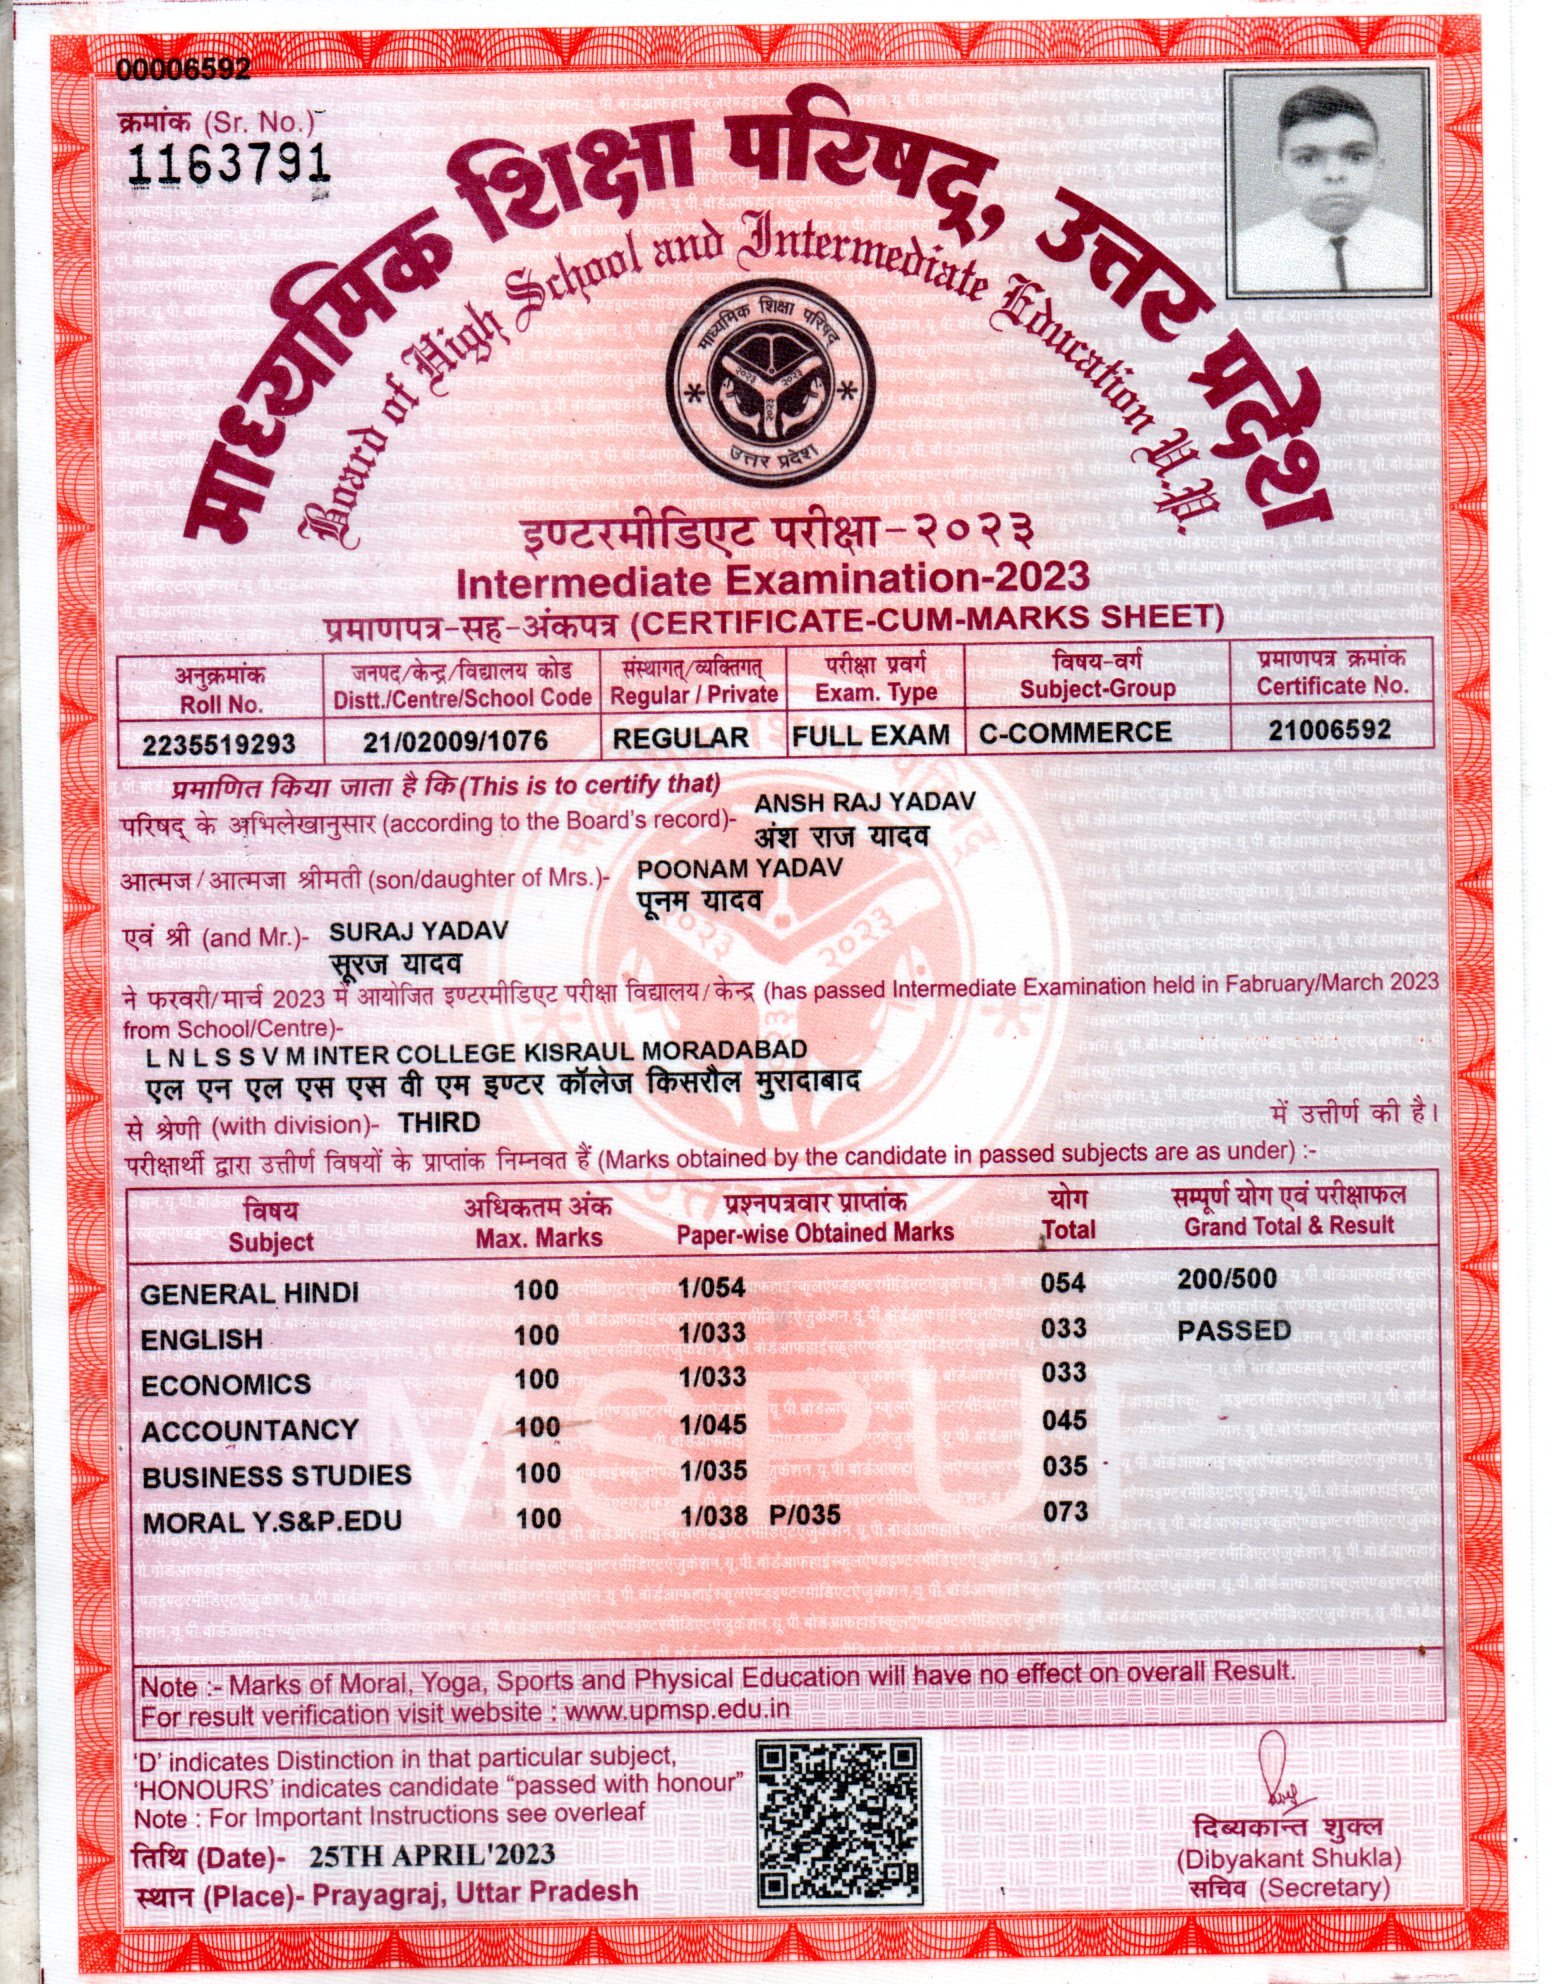 00006592
क्रमांक (Sr. No.)
1163791
माध्यमिक शिक्षा परिषद्, उत्तर प्रदेश
Board of High School and Intermediate Education U.P.
माध्यमिक शिक्षा परिषद्
२०२३ २०२३
२०२३
उत्तर प्रदेश
इण्टरमीडिएट परीक्षा-२०२३
Intermediate Examination-2023
प्रमाणपत्र-सह-अंकपत्र (CERTIFICATE-CUM-MARKS SHEET)
अनुक्रमांक जनपद/केन्द्र/विद्यालय कोड संस्थागत्/व्यक्तिगत् परीक्षा प्रवर्ग विषय-वर्ग प्रमाणपत्र क्रमांक
Roll No. Distt./Centre/School Code Regular / Private Exam. Type Subject-Group Certificate No.
2235519293 21/02009/1076 REGULAR FULL EXAM C-COMMERCE 21006592
प्रमाणित किया जाता है कि (This is to certify that)
परिषद् के अभिलेखानुसार (according to the Board's record)- ANSH RAJ YADAV
अंश राज यादव
आत्मज/आत्मजा श्रीमती (son/daughter of Mrs.)- POONAM YADAV
पूनम यादव
एवं श्री (and Mr.)- SURAJ YADAV
सूरज यादव
ने फरवरी/मार्च 2023 में आयोजित इण्टरमीडिएट परीक्षा विद्यालय/केन्द्र (has passed Intermediate Examination held in Fabruary/March 2023
from School/Centre)-
L N L S S V M INTER COLLEGE KISRAUL MORADABAD
एल एन एल एस एस वी एम इण्टर कॉलेज किसरौल मुरादाबाद
से श्रेणी (with division)- THIRD में उत्तीर्ण की है।
परीक्षार्थी द्वारा उत्तीर्ण विषयों के प्राप्तांक निम्नवत हैं (Marks obtained by the candidate in passed subjects are as under) :-
विषय अधिकतम अंक प्रश्नपत्रवार प्राप्तांक योग सम्पूर्ण योग एवं परीक्षाफल
Subject Max. Marks Paper-wise Obtained Marks Total Grand Total & Result
GENERAL HINDI 100 1/054 054 200/500
ENGLISH 100 1/033 033 PASSED
ECONOMICS 100 1/033 033
ACCOUNTANCY 100 1/045 045
BUSINESS STUDIES 100 1/035 035
MORAL Y.S&P.EDU 100 1/038 P/035 073
Note :- Marks of Moral, Yoga, Sports and Physical Education will have no effect on overall Result.
For result verification visit website : www.upmsp.edu.in
'D' indicates Distinction in that particular subject,
'HONOURS' indicates candidate "passed with honour"
Note : For Important Instructions see overleaf
तिथि (Date)- 25TH APRIL'2023
स्थान (Place)- Prayagraj, Uttar Pradesh
दिव्यकान्त शुक्ल
(Dibyakant Shukla)
सचिव (Secretary)